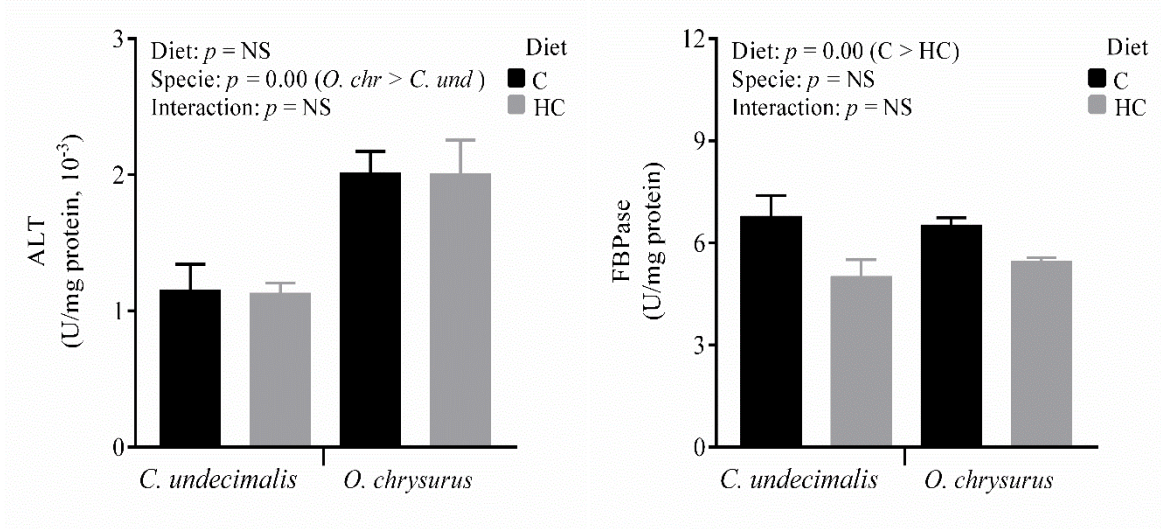 Diet: p = NS
Specie: p = 0.00 (O. chr > C. und )
Interaction: p = NS
Diet
C
HC
3
2
1
0
ALT
(U/mg protein, 10-3)
C. undecimalis
O. chrysurus
Diet: p = 0.00 (C > HC)
Specie: p = NS
Interaction: p = NS
Diet
C
HC
12
9
6
3
0
FBPase
(U/mg protein)
C. undecimalis
O. chrysurus